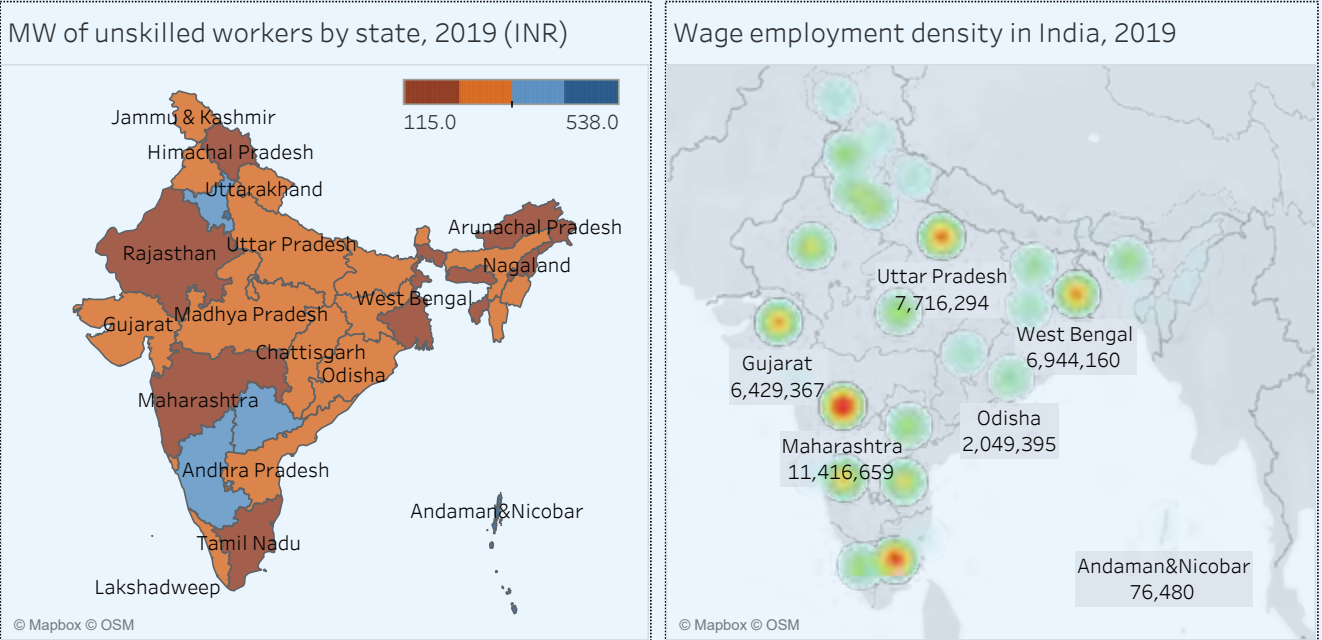 MW of unskilled workers by state, 2019 (INR)
115.0
538.0
Jammu & Kashmir
Himachal Pradesh
Uttarakhand
Arunachal Pradesh
Uttar Pradesh
Rajasthan
Nagaland
West Bengal
Madhya Pradesh
Gujarat
Chattisgarh
Odisha
Maharashtra
Andhra Pradesh
Andaman&Nicobar
Tamil Nadu
Lakshadweep
© Mapbox © OSM
Wage employment density in India, 2019
Uttar Pradesh
7,716,294
West Bengal
6,944,160
Gujarat
6,429,367
Odisha
2,049,395
Maharashtra
11,416,659
Andaman&Nicobar
76,480
© Mapbox © OSM